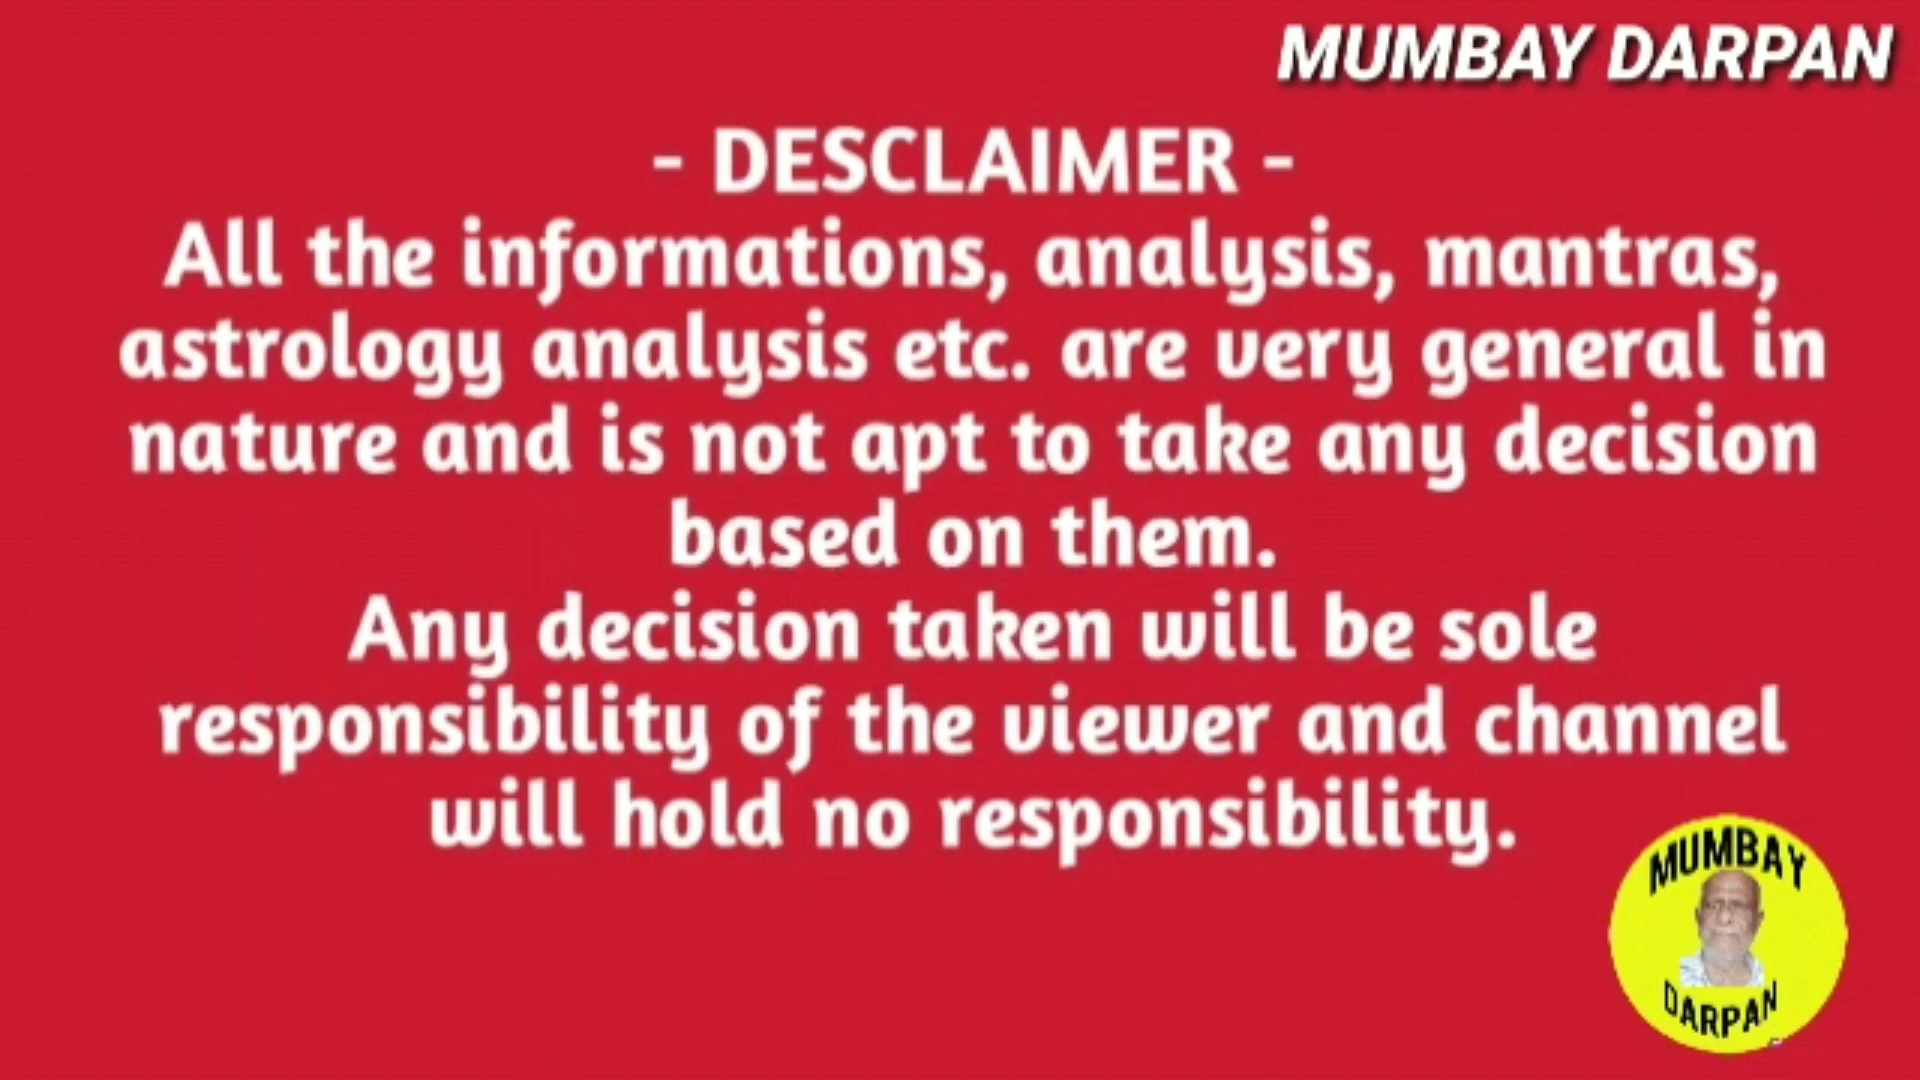 MUMBAY DARPAN
- DESCLAIMER -
All the informations, analysis, mantras,
astrology analysis etc. are very general in
nature and is not apt to take any decision
based on them.
Any decision taken will be sole
responsibility of the viewer and channel
will hold no responsibility.
MUMBAY
DARPAN